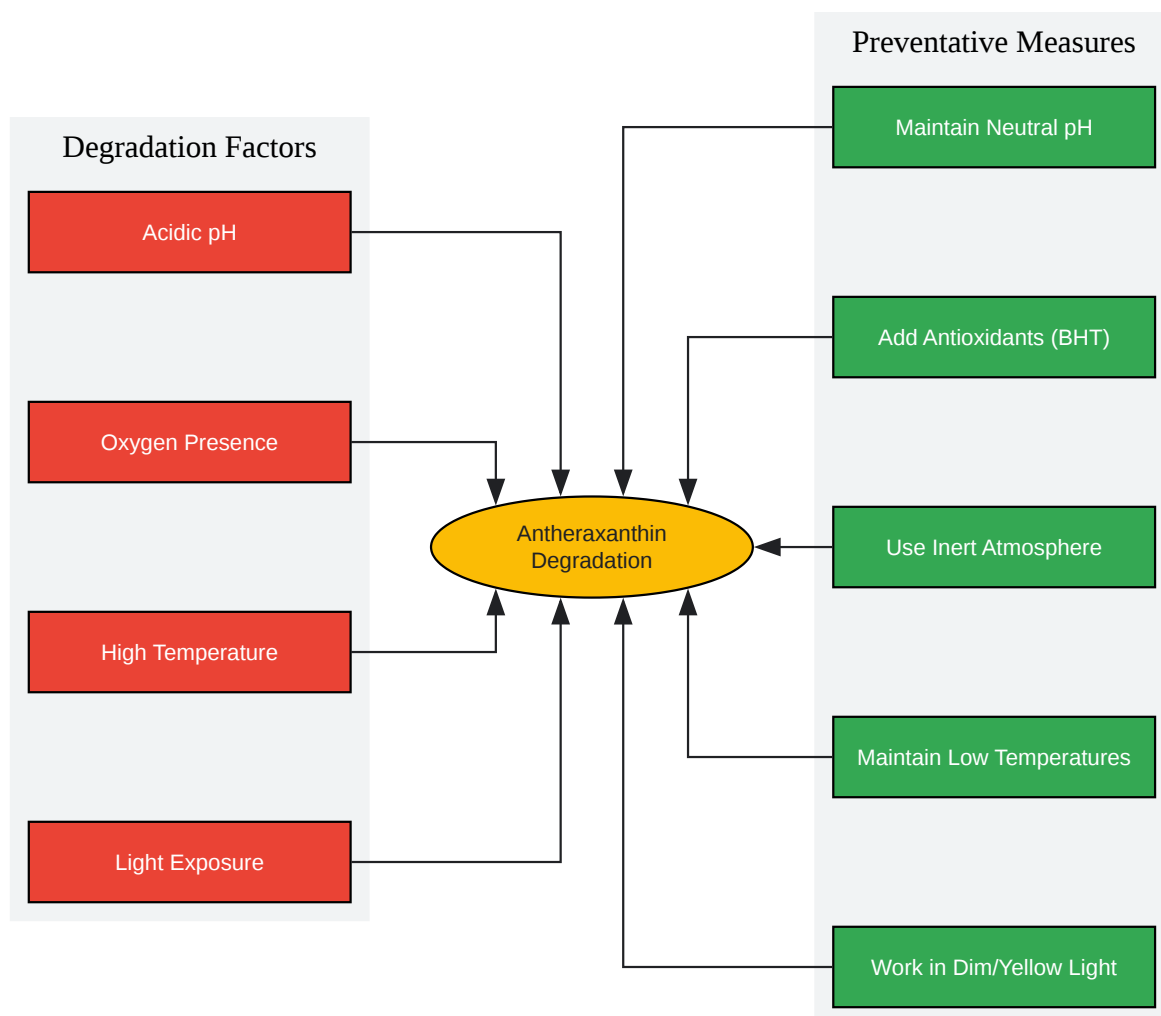 Degradation Factors
Acidic pH
Oxygen Presence
High Temperature
Light Exposure
Antheraxanthin
Degradation
Preventative Measures
Maintain Neutral pH
Add Antioxidants (BHT)
Use Inert Atmosphere
Maintain Low Temperatures
Work in Dim/Yellow Light